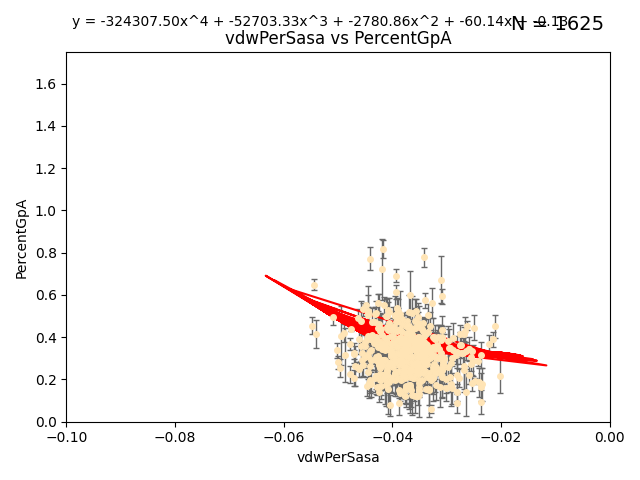 y = -324307.50x^4 + -52703.33x^3 + -2780.86x^2 + -60.14x + -0.13
N = 1625
vdwPerSasa vs PercentGpA
PercentGpA
1.6
1.4
1.2
1.0
0.8
0.6
0.4
0.2
0.0
−0.10 −0.08 −0.06 −0.04 −0.02 0.00
vdwPerSasa